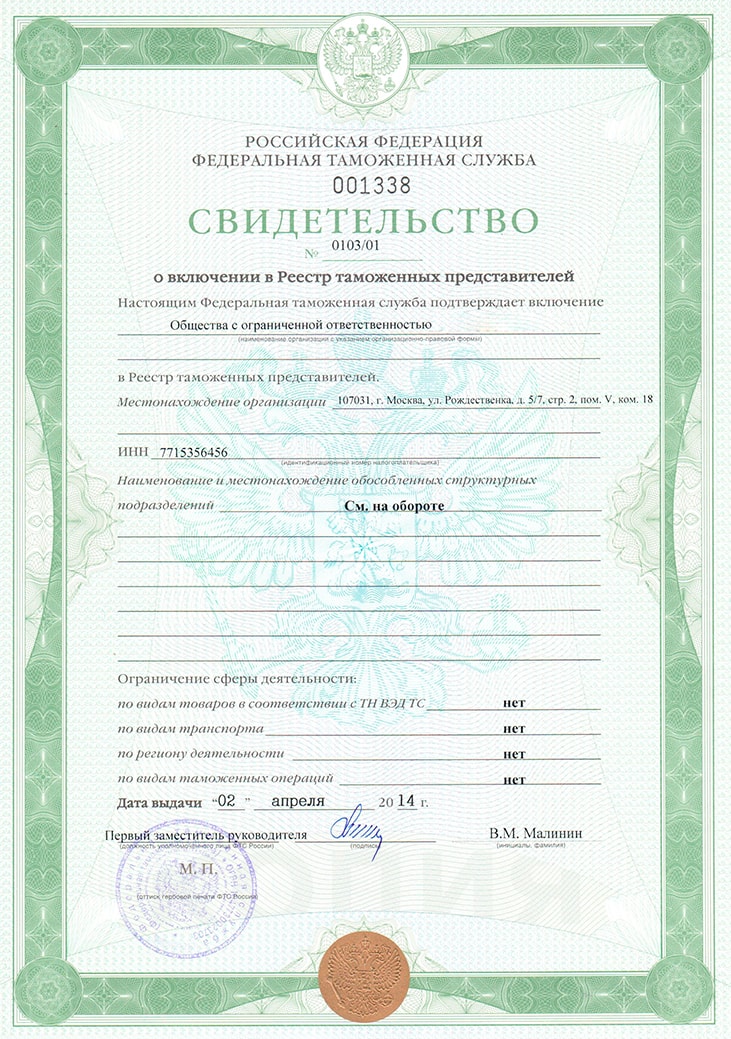 РОССИЙСКАЯ ФЕДЕРАЦИЯ
ФЕДЕРАЛЬНАЯ ТАМОЖЕННАЯ СЛУЖБА
001338
СВИДЕТЕЛЬСТВО
№ 0103/01
о включении в Реестр таможенных представителей
Настоящим Федеральная таможенная служба подтверждает включение
Общества с ограниченной ответственностью
(наименование организации с указанием организационно-правовой формы)
в Реестр таможенных представителей.
Местонахождение организации 107031, г. Москва, ул. Рождественка, д. 5/7, стр. 2, пом. V, ком. 18
ИНН 7715356456
(идентификационный номер налогоплательщика)
Наименование и местонахождение обособленных структурных
подразделений См. на обороте
Ограничение сферы деятельности:
по видам товаров в соответствии с ТН ВЭД ТС нет
по видам транспорта нет
по региону деятельности нет
по видам таможенных операций нет
Дата выдачи "02" апреля 2014 г.
Первый заместитель руководителя В.М. Малинин
(должность уполномоченного лица ФТС России) (подпись) (инициалы, фамилия)
М. П.
(оттиск гербовой печати ФТС России)